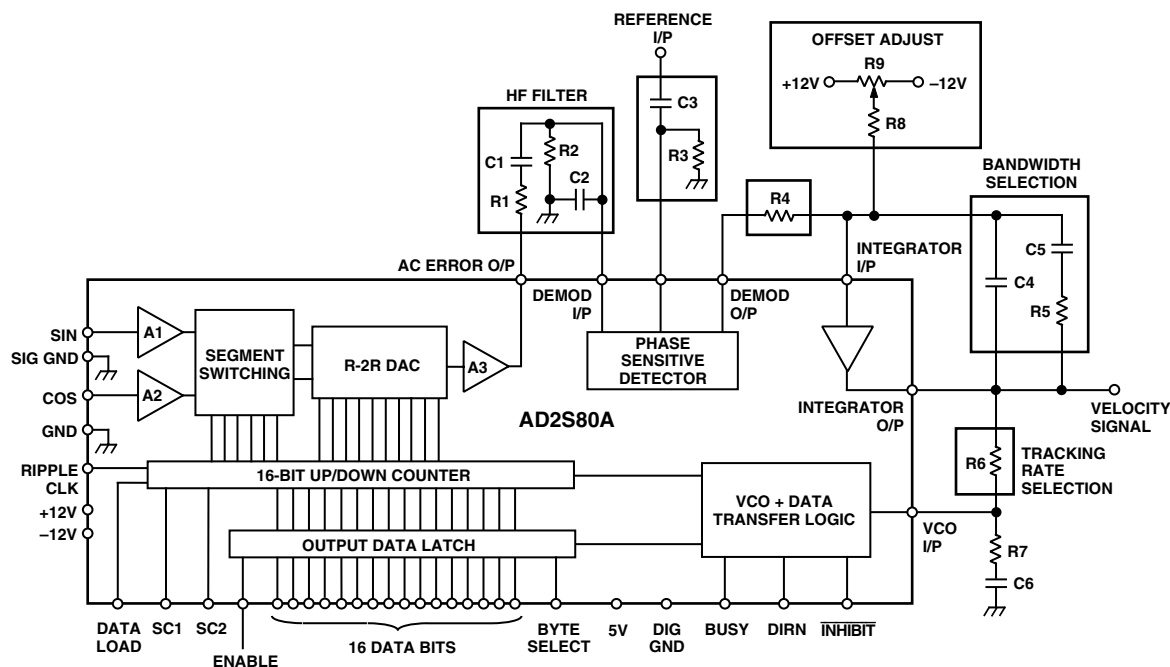 REFERENCE
I/P
OFFSET ADJUST
R9
+12V
–12V
R8
HF FILTER
C3
R3
C1
R2
C2
R1
BANDWIDTH
SELECTION
R4
C5
C4
R5
AC ERROR O/P
INTEGRATOR
I/P
DEMOD
I/P
DEMOD
O/P
SIN
A1
SIG GND
SEGMENT
SWITCHING
R-2R DAC
A3
PHASE
SENSITIVE
DETECTOR
COS
A2
AD2S80A
INTEGRATOR
O/P
VELOCITY
SIGNAL
GND
RIPPLE
CLK
16-BIT UP/DOWN COUNTER
R6
TRACKING
RATE
SELECTION
+12V
–12V
VCO + DATA
TRANSFER LOGIC
OUTPUT DATA LATCH
VCO
I/P
R7
C6
DATA
LOAD
SC1
SC2
ENABLE
16 DATA BITS
BYTE
SELECT
5V
DIG
GND
BUSY
DIRN
INHIBIT